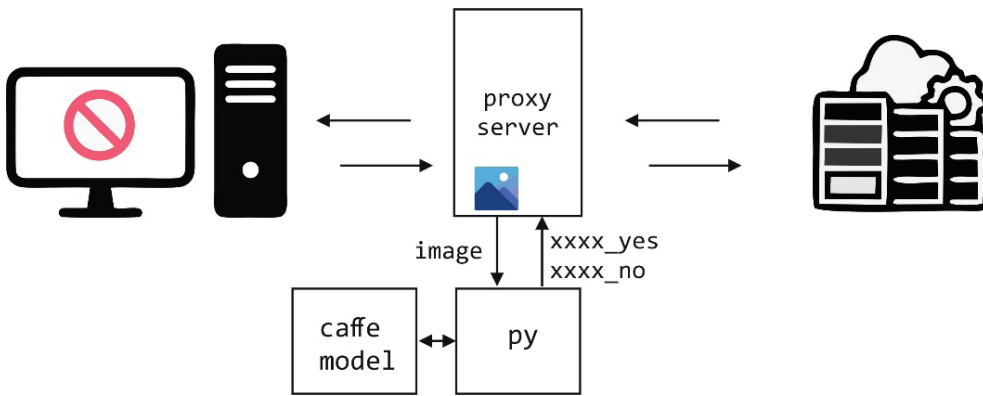 proxy
server
image
xxxx_yes
xxxx_no
caffe
model
py